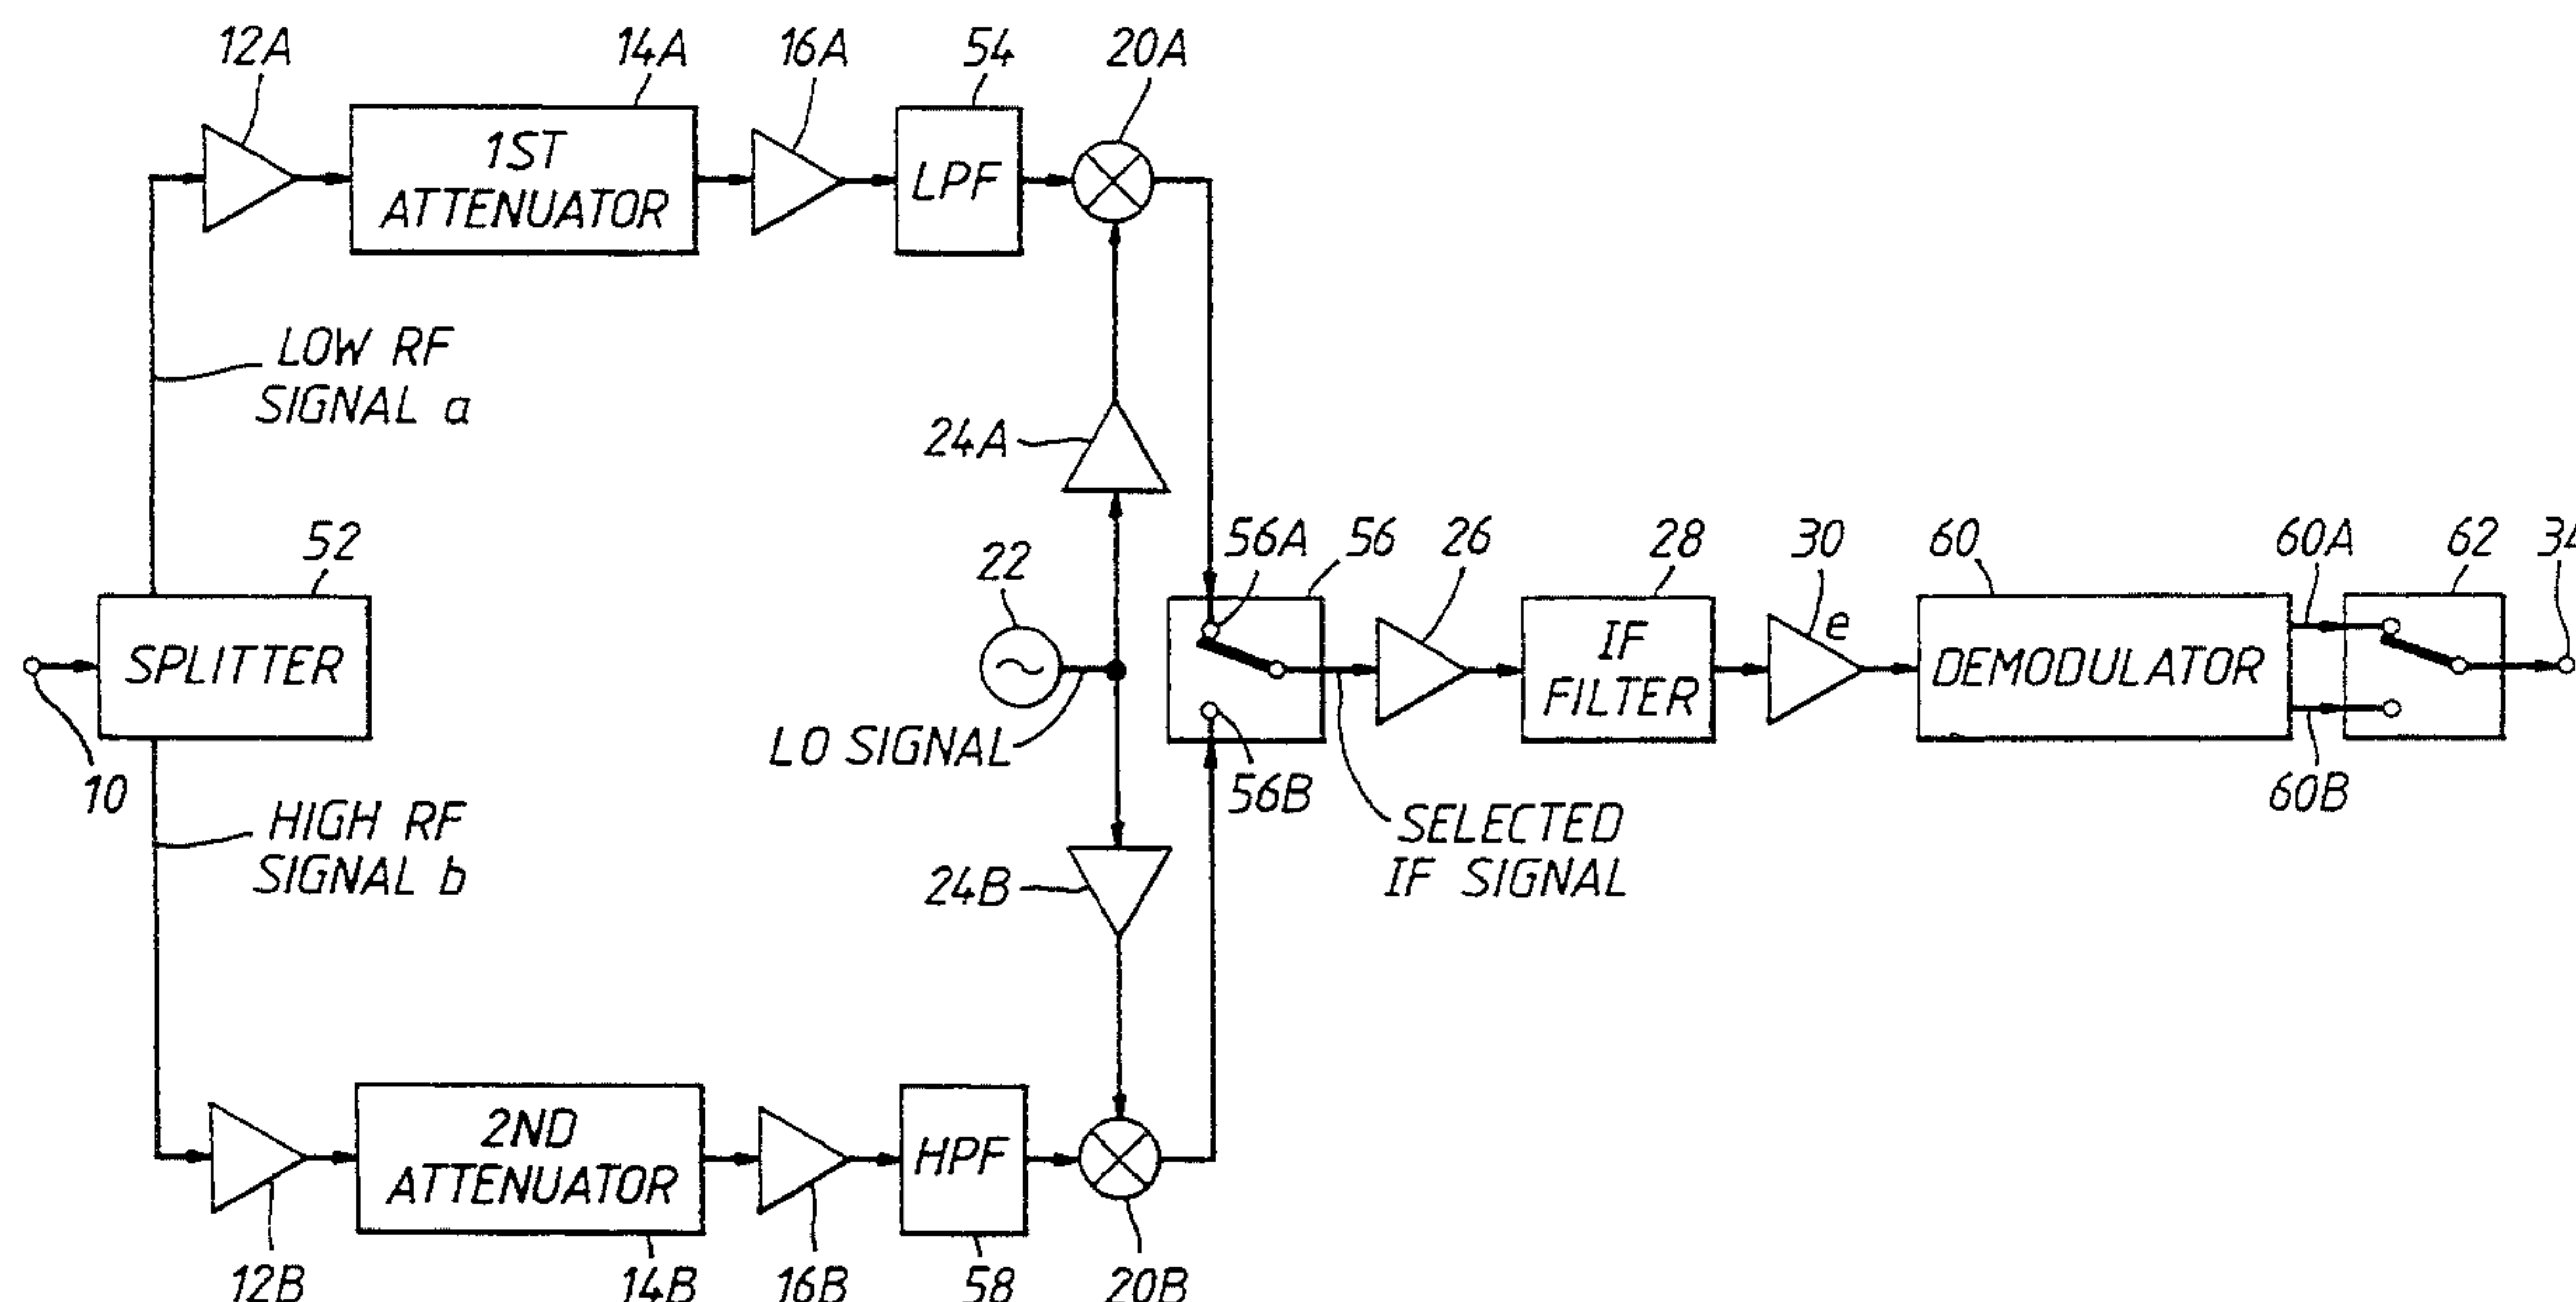 12A
14A
16A
54
20A
1ST
ATTENUATOR
LPF
LOW RF
SIGNAL a
24A
52
22
56A
56
26
28
30
60
60A
62
SPLITTER
IF
FILTER
e
DEMODULATOR
10
LO SIGNAL
56B
60B
HIGH RF
SIGNAL b
SELECTED
IF SIGNAL
24B
2ND
ATTENUATOR
HPF
12B
14B
16B
58
20B